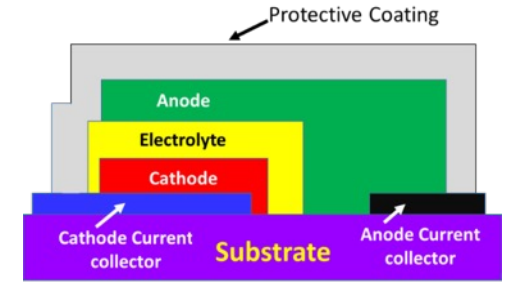 Protective Coating
Anode
Electrolyte
Cathode
Cathode Current
collector
Substrate
Anode Current
collector